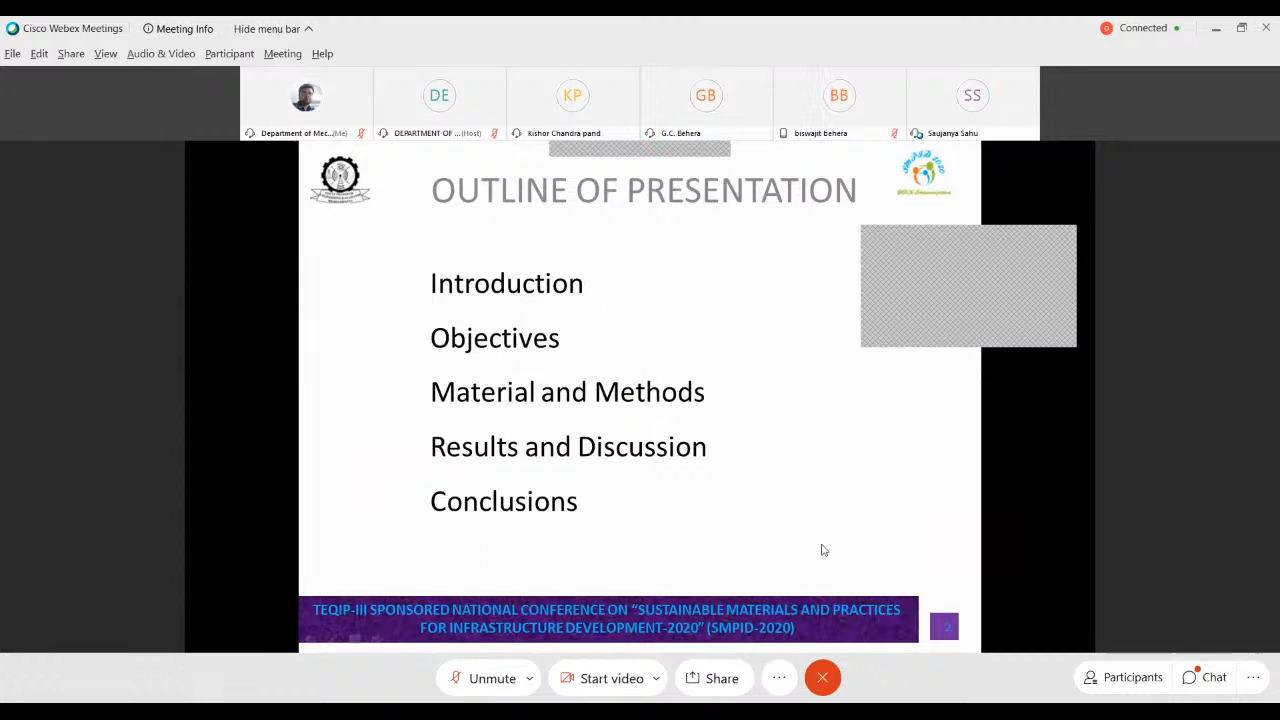 Cisco Webex Meetings
Meeting Info
Hide menu bar
Connected
File Edit Share View Audio & Video Participant Meeting Help
DE
KP
GB
BB
SS
Department of Mec...(Me)
DEPARTMENT OF ...(Host)
Kishor Chandra pand
G.C. Behera
biswajit behera
Saujanya Sahu
SMPID 2020
OUTLINE OF PRESENTATION
Introduction
Objectives
Material and Methods
Results and Discussion
Conclusions
TEQIP-III SPONSORED NATIONAL CONFERENCE ON “SUSTAINABLE MATERIALS AND PRACTICES
FOR INFRASTRUCTURE DEVELOPMENT-2020” (SMPID-2020)
2
Unmute
Start video
Share
Participants
Chat